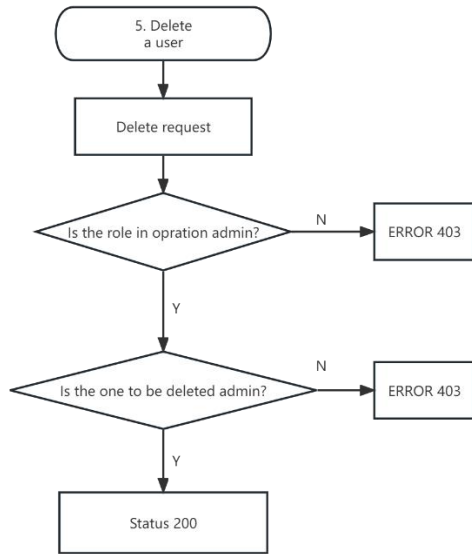 5. Delete
a user
Delete request
Is the role in opration admin?
N
ERROR 403
Y
Is the one to be deleted admin?
N
ERROR 403
Y
Status 200